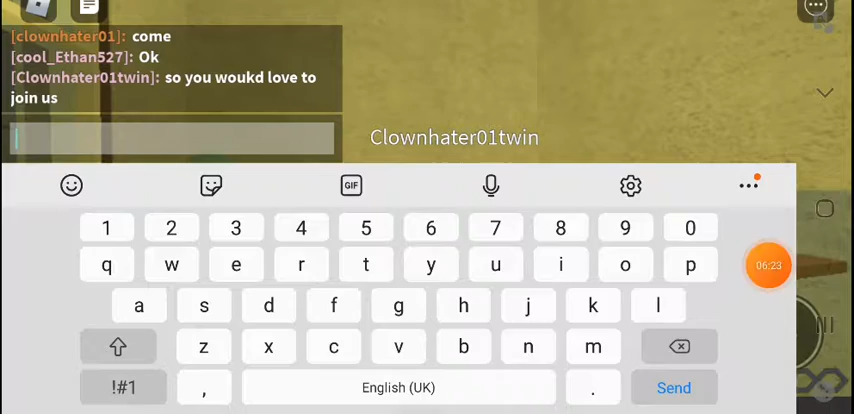 [clownhater01]: come
[cool_Ethan527]: Ok
[Clownhater01twin]: so you woukd love to
join us
Clownhater01twin
GIF
1 2 3 4 5 6 7 8 9 0
q w e r t y u i o p
06:23
a s d f g h j k l
z x c v b n m
!#1 , English (UK) . Send